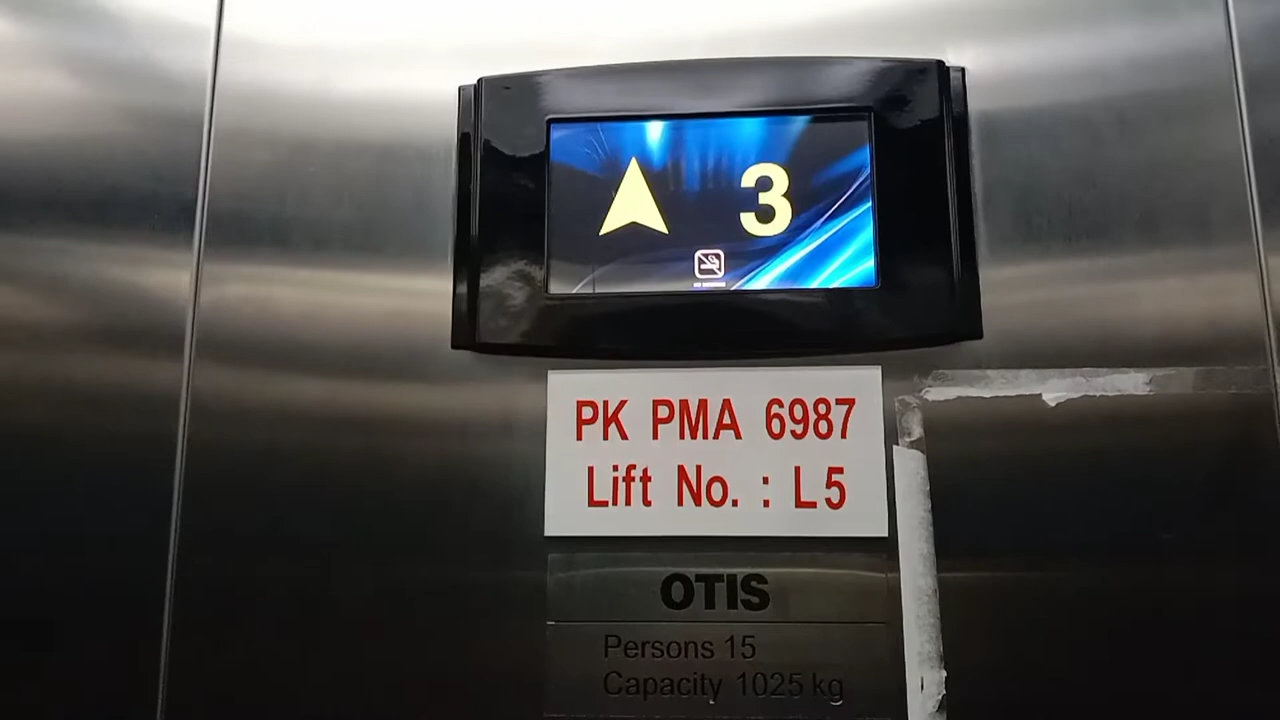 3
PK PMA 6987
Lift No. : L5
OTIS
Persons 15
Capacity 1025 kg